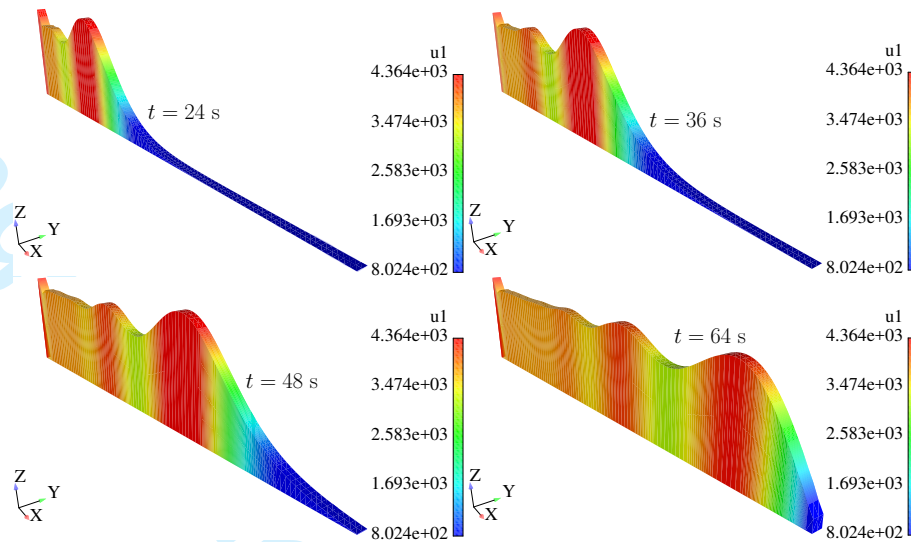 u1
4.364e+03
3.474e+03
2.583e+03
1.693e+03
8.024e+02
t = 24 s
Z
Y
X
u1
4.364e+03
3.474e+03
2.583e+03
1.693e+03
8.024e+02
t = 36 s
Z
Y
X
u1
4.364e+03
3.474e+03
2.583e+03
1.693e+03
8.024e+02
t = 48 s
Z
Y
X
u1
4.364e+03
3.474e+03
2.583e+03
1.693e+03
8.024e+02
t = 64 s
Z
Y
X